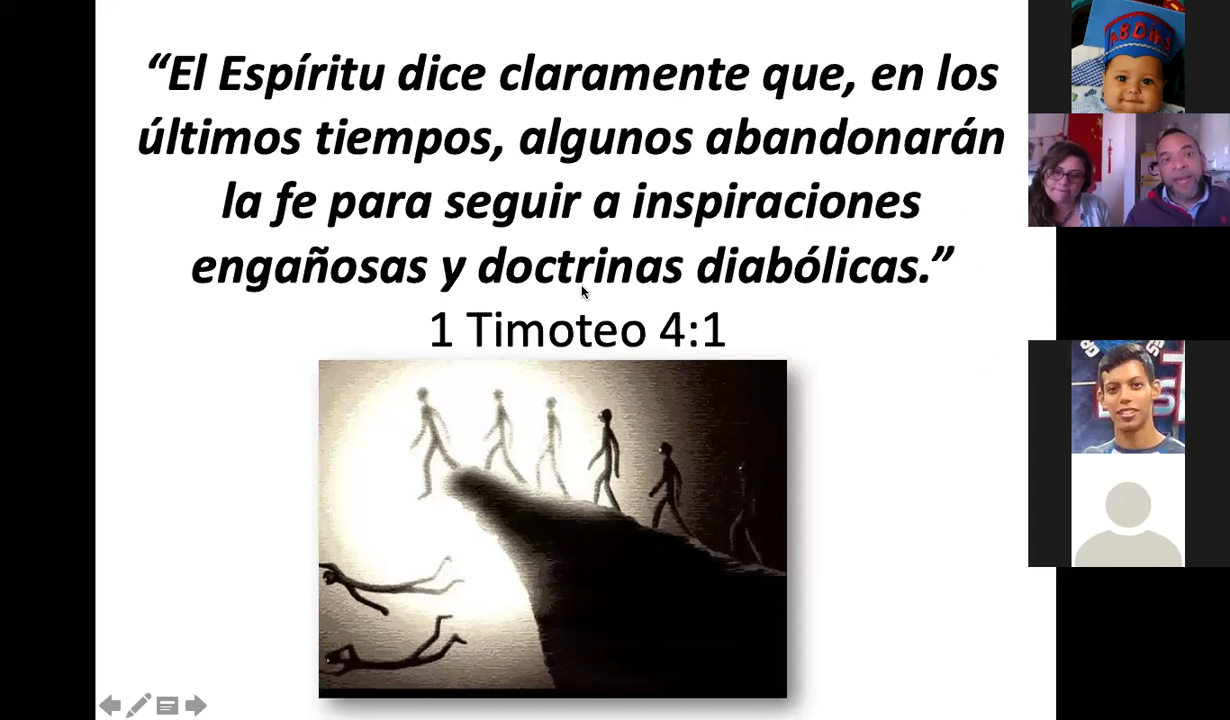 “El Espíritu dice claramente que, en los
últimos tiempos, algunos abandonarán
la fe para seguir a inspiraciones
engañosas y doctrinas diabólicas.”
1 Timoteo 4:1